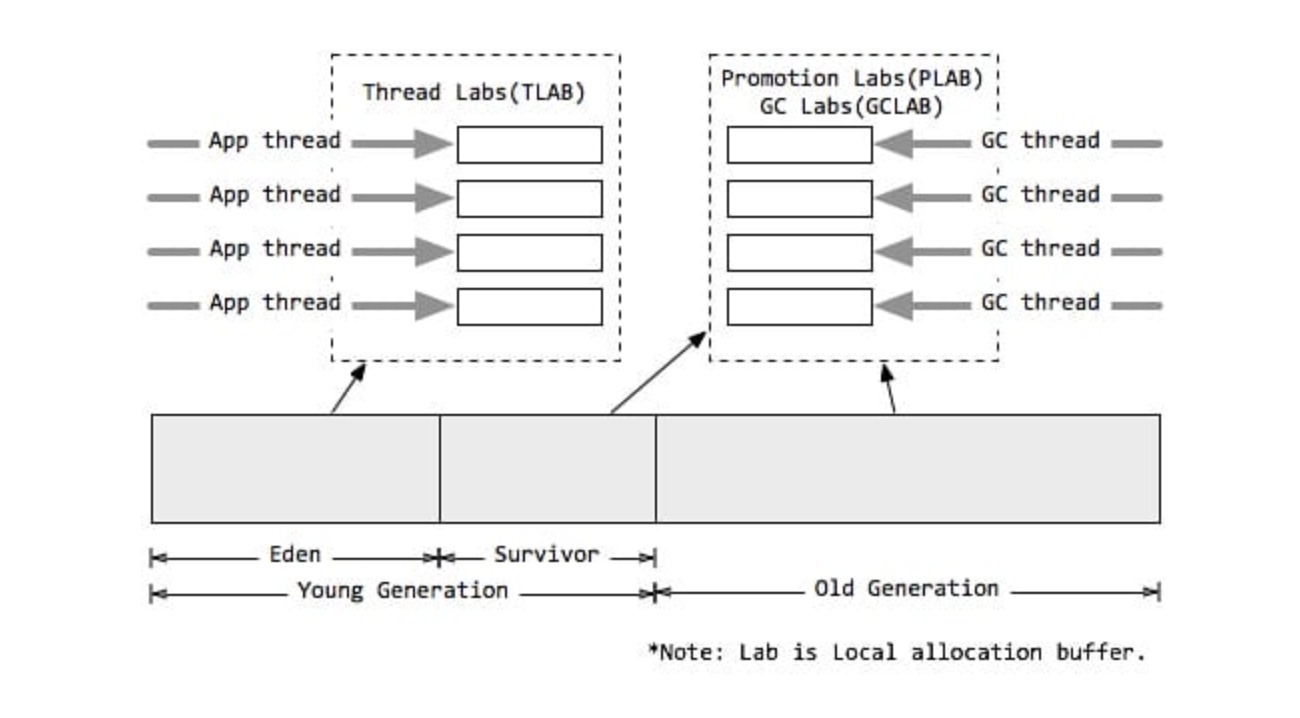 Thread Labs(TLAB)
Promotion Labs(PLAB)
GC Labs(GCLAB)
App thread
GC thread
App thread
GC thread
App thread
GC thread
App thread
GC thread
Eden
Survivor
Young Generation
Old Generation
*Note: Lab is Local allocation buffer.